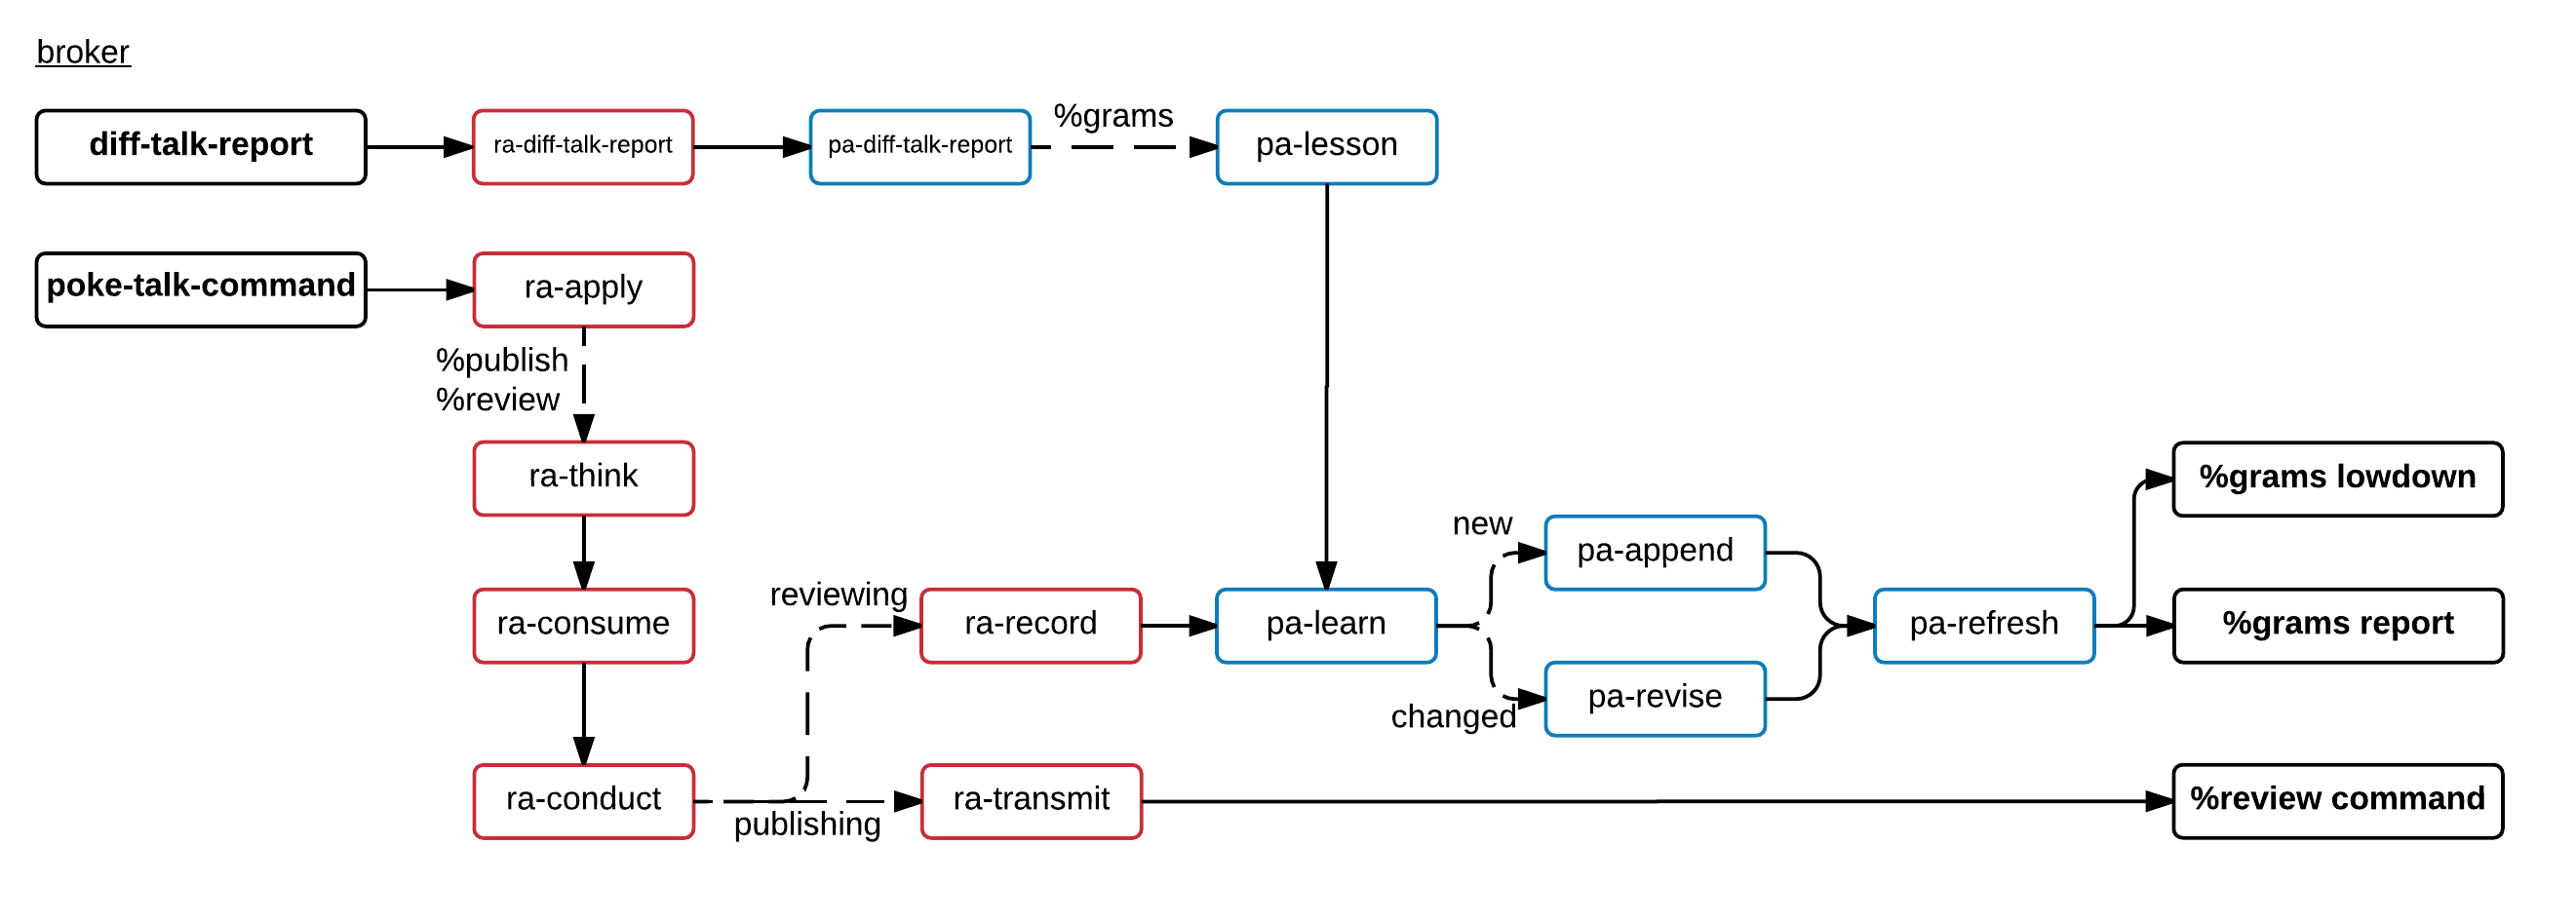 broker
diff-talk-report
ra-diff-talk-report
pa-diff-talk-report
%grams
pa-lesson
poke-talk-command
ra-apply
%publish
%review
ra-think
ra-consume
ra-conduct
reviewing
publishing
ra-record
ra-transmit
pa-learn
new
changed
pa-append
pa-revise
pa-refresh
%grams lowdown
%grams report
%review command